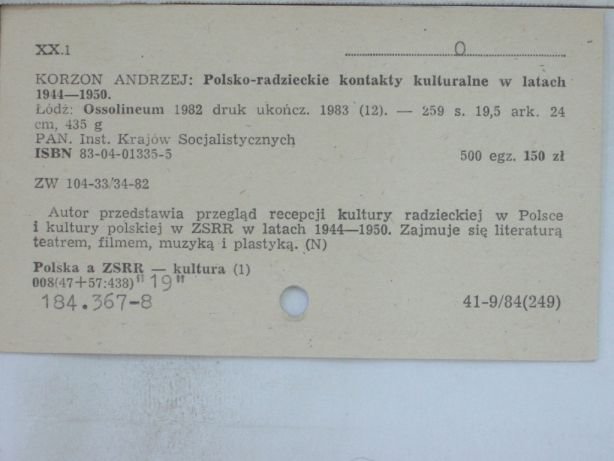 XX.1 O
KORZON ANDRZEJ: Polsko-radzieckie kontakty kulturalne w latach
1944—1950.
Łódź: Ossolineum 1982 druk ukończ. 1983 (12). — 259 s. 19,5 ark. 24
cm, 435 g
PAN. Inst. Krajów Socjalistycznych
ISBN 83-04-01335-5 500 egz. 150 zł
ZW 104-33/34-82
Autor przedstawia przegląd recepcji kultury radzieckiej w Polsce
i kultury polskiej w ZSRR w latach 1944—1950. Zajmuje się literaturą
teatrem, filmem, muzyką i plastyką. (N)
Polska a ZSRR — kultura (1)
008(47+57:438)"19"
184.367-8 41-9/84(249)